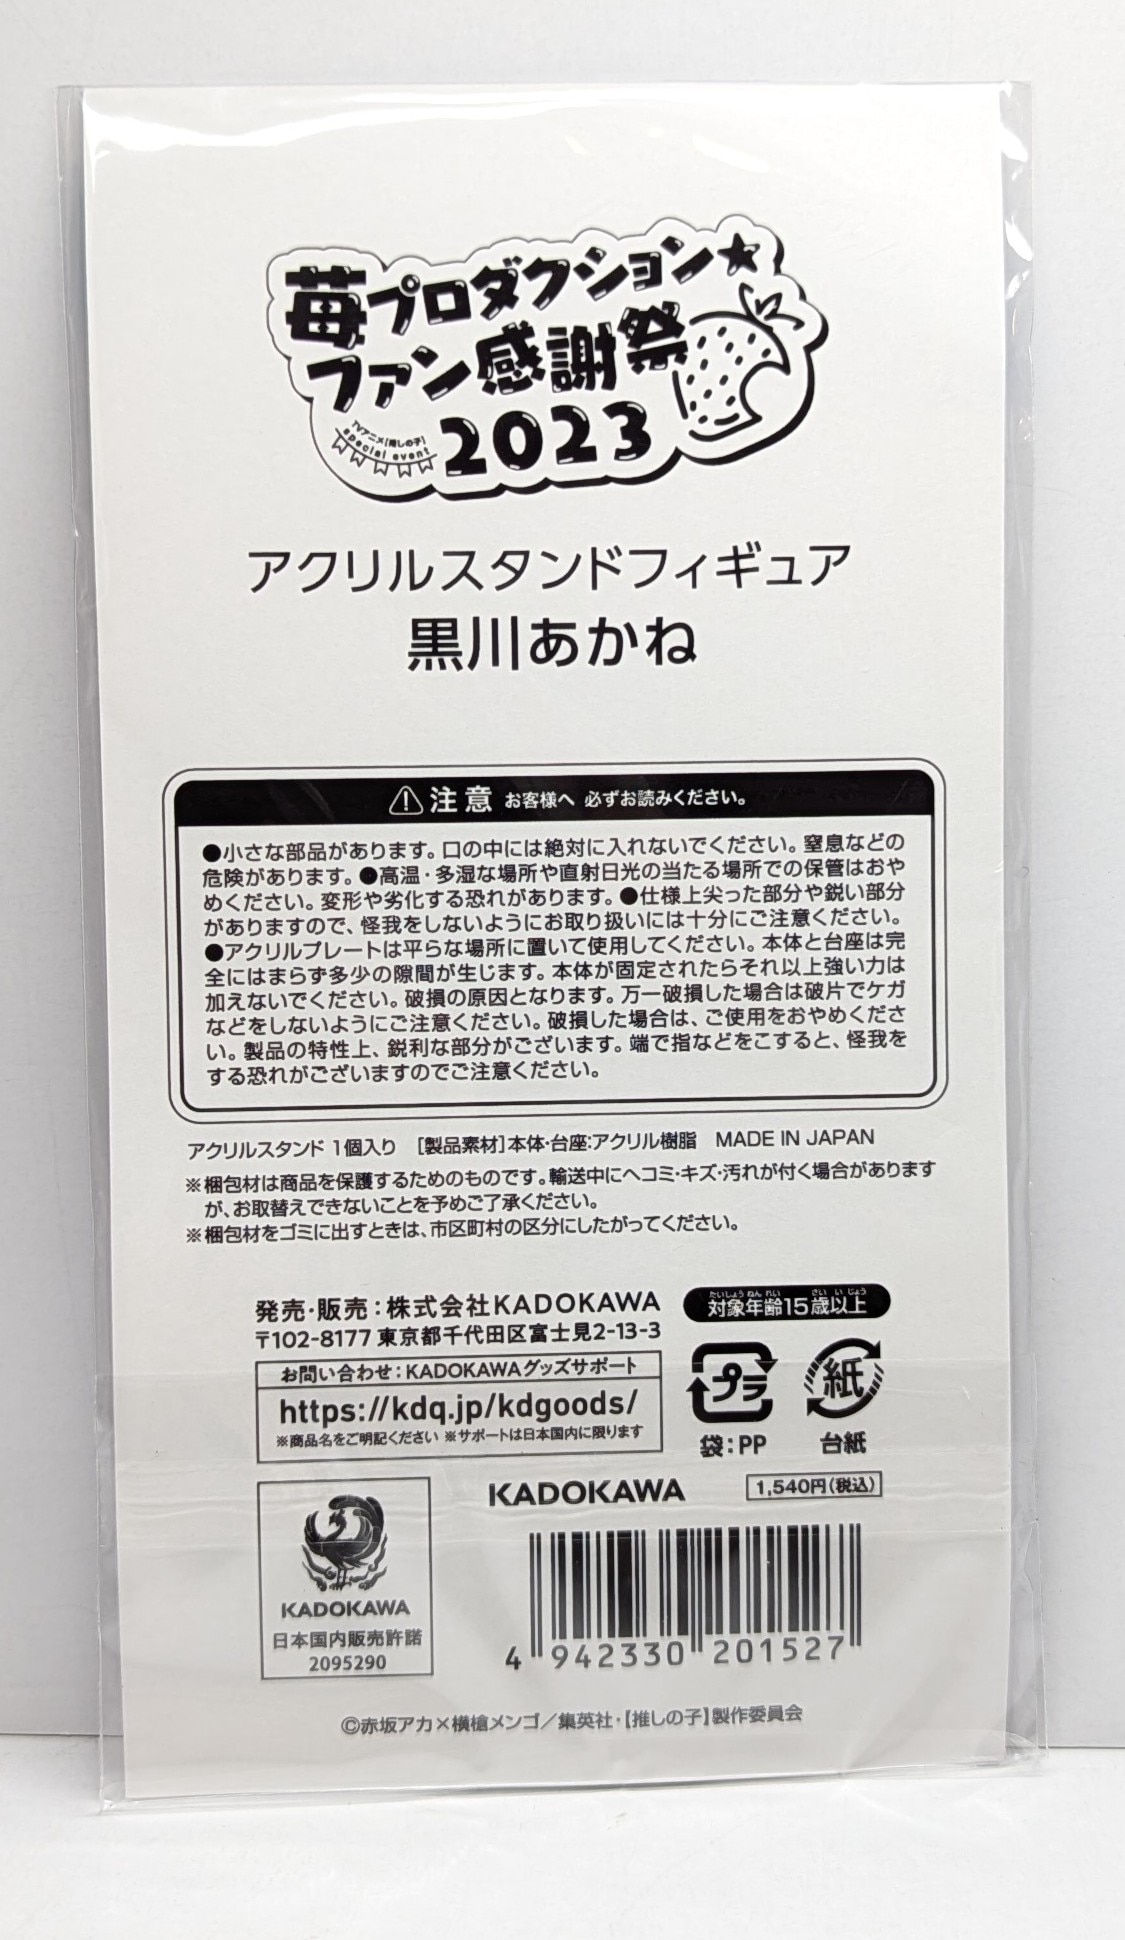 苺プロダクション★
ファン感謝祭
TVアニメ【推しの子】
special event
2023
アクリルスタンドフィギュア
黒川あかね
注意 お客様へ 必ずお読みください。
●小さな部品があります。口の中には絶対に入れないでください。窒息などの
危険があります。●高温・多湿な場所や直射日光の当たる場所での保管はおや
めください。変形や劣化する恐れがあります。●仕様上尖った部分や鋭い部分
がありますので、怪我をしないようにお取り扱いには十分にご注意ください。
●アクリルプレートは平らな場所に置いて使用してください。本体と台座は完
全にはまらず多少の隙間が生じます。本体が固定されたらそれ以上強い力は
加えないでください。破損の原因となります。万一破損した場合は破片でケガ
などをしないようにご注意ください。破損した場合は、ご使用をおやめくださ
い。製品の特性上、鋭利な部分がございます。端で指などをこすると、怪我を
する恐れがございますのでご注意ください。
アクリルスタンド 1個入り [製品素材]本体・台座:アクリル樹脂 MADE IN JAPAN
※梱包材は商品を保護するためのものです。輸送中にヘコミ・キズ・汚れが付く場合があります
が、お取替えできないことを予めご了承ください。
※梱包材をゴミに出すときは、市区町村の区分にしたがってください。
発売・販売:株式会社KADOKAWA
〒102-8177 東京都千代田区富士見2-13-3
お問い合わせ:KADOKAWAグッズサポート
https://kdq.jp/kdgoods/
※商品名をご明記ください ※サポートは日本国内に限ります
たいしょうねんれい さい いじょう
対象年齢15歳以上
プラ
紙
袋:PP
台紙
KADOKAWA
1,540円(税込)
KADOKAWA
日本国内販売許諾
2095290
4 942330 201527
©赤坂アカ×横槍メンゴ／集英社・【推しの子】製作委員会